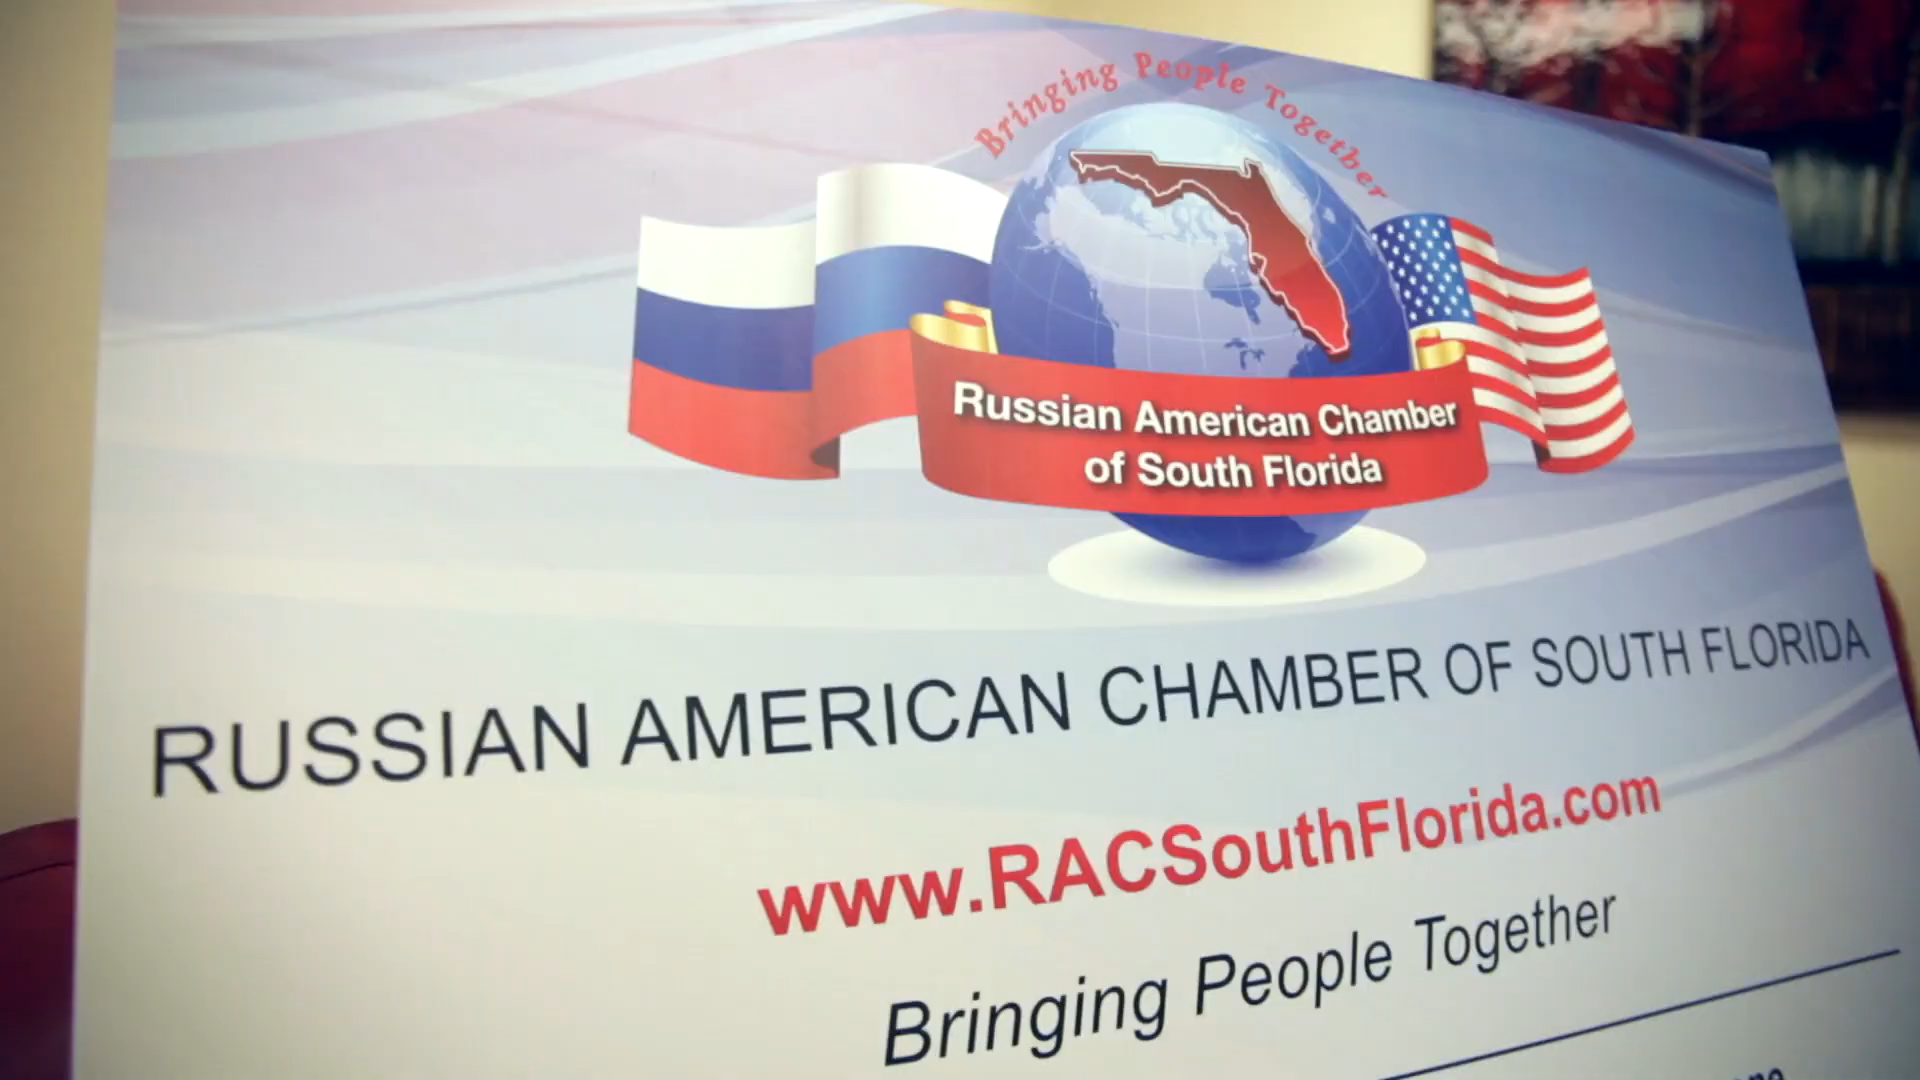 Bringing People Together
Russian American Chamber
of South Florida
RUSSIAN AMERICAN CHAMBER OF SOUTH FLORIDA
www.RACSouthFlorida.com
Bringing People Together